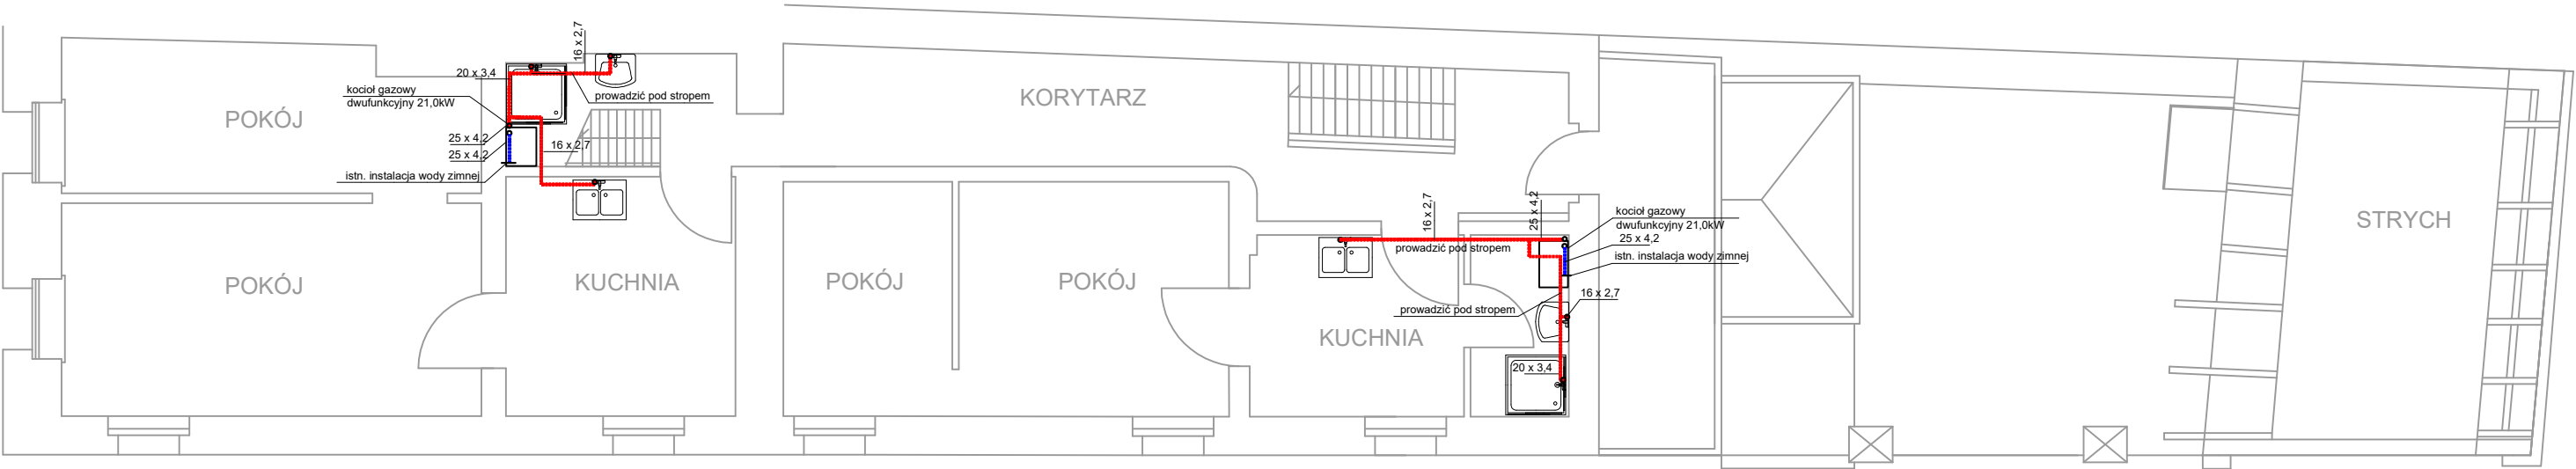 16 x 2,7
20 x 3,4
kocioł gazowy
dwufunkcyjny 21,0kW
prowadzić pod stropem
POKÓJ
25 x 4,2
25 x 4,2
16 x 2,7
istn. instalacja wody zimnej
POKÓJ
KUCHNIA
KORYTARZ
POKÓJ
POKÓJ
16 x 2,7
25 x 4,2
prowadzić pod stropem
kocioł gazowy
dwufunkcyjny 21,0kW
25 x 4,2
istn. instalacja wody zimnej
16 x 2,7
prowadzić pod stropem
KUCHNIA
20 x 3,4
STRYCH